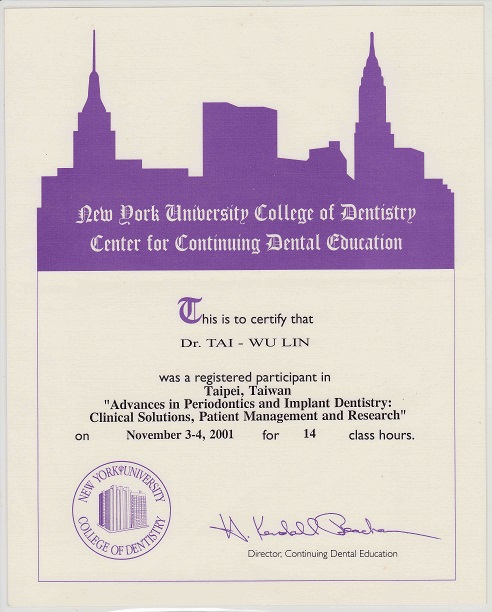 New York University College of Dentistry
Center for Continuing Dental Education
This is to certify that
Dr. TAI - WU LIN
was a registered participant in
Taipei, Taiwan
"Advances in Periodontics and Implant Dentistry:
Clinical Solutions, Patient Management and Research"
on November 3-4, 2001 for 14 class hours.
NEW YORK UNIVERSITY
COLLEGE OF DENTISTRY
H. Kendall Beacham
Director, Continuing Dental Education